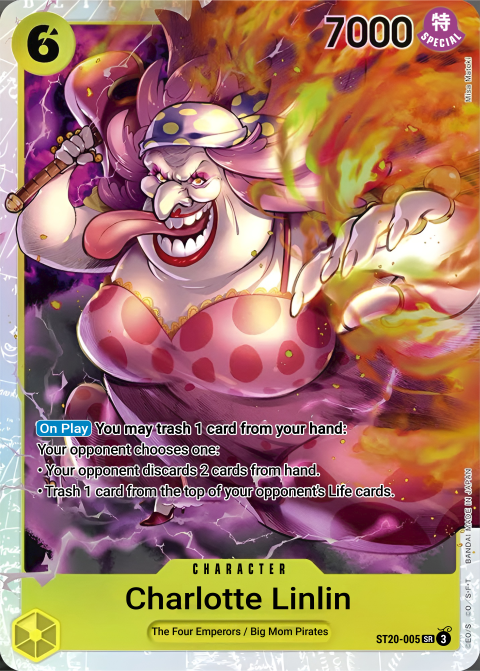 6
7000
特
SPECIAL
Misa Matoki
On Play You may trash 1 card from your hand:
Your opponent chooses one:
• Your opponent discards 2 cards from hand.
• Trash 1 card from the top of your opponent's Life cards.
CHARACTER
Charlotte Linlin
The Four Emperors / Big Mom Pirates
ST20-005 SR 3
©E.O/S. ©O/S·F·T BANDAI MADE IN JAPAN